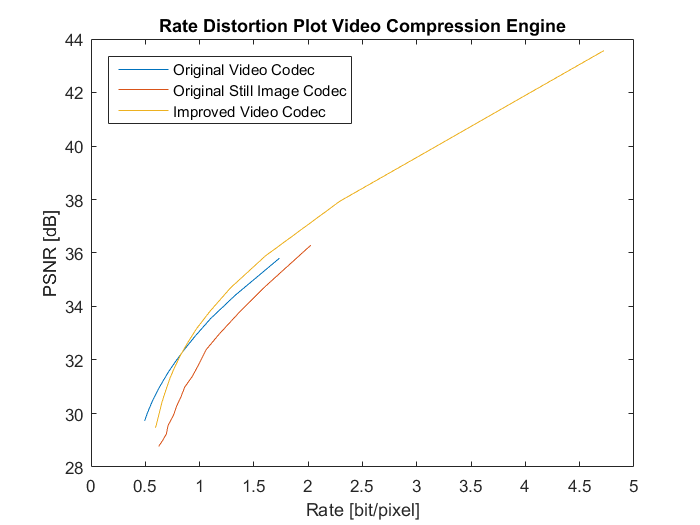 Rate Distortion Plot Video Compression Engine
44
42
40
38
36
34
32
30
28
PSNR [dB]
Original Video Codec
Original Still Image Codec
Improved Video Codec
0 0.5 1 1.5 2 2.5 3 3.5 4 4.5 5
Rate [bit/pixel]